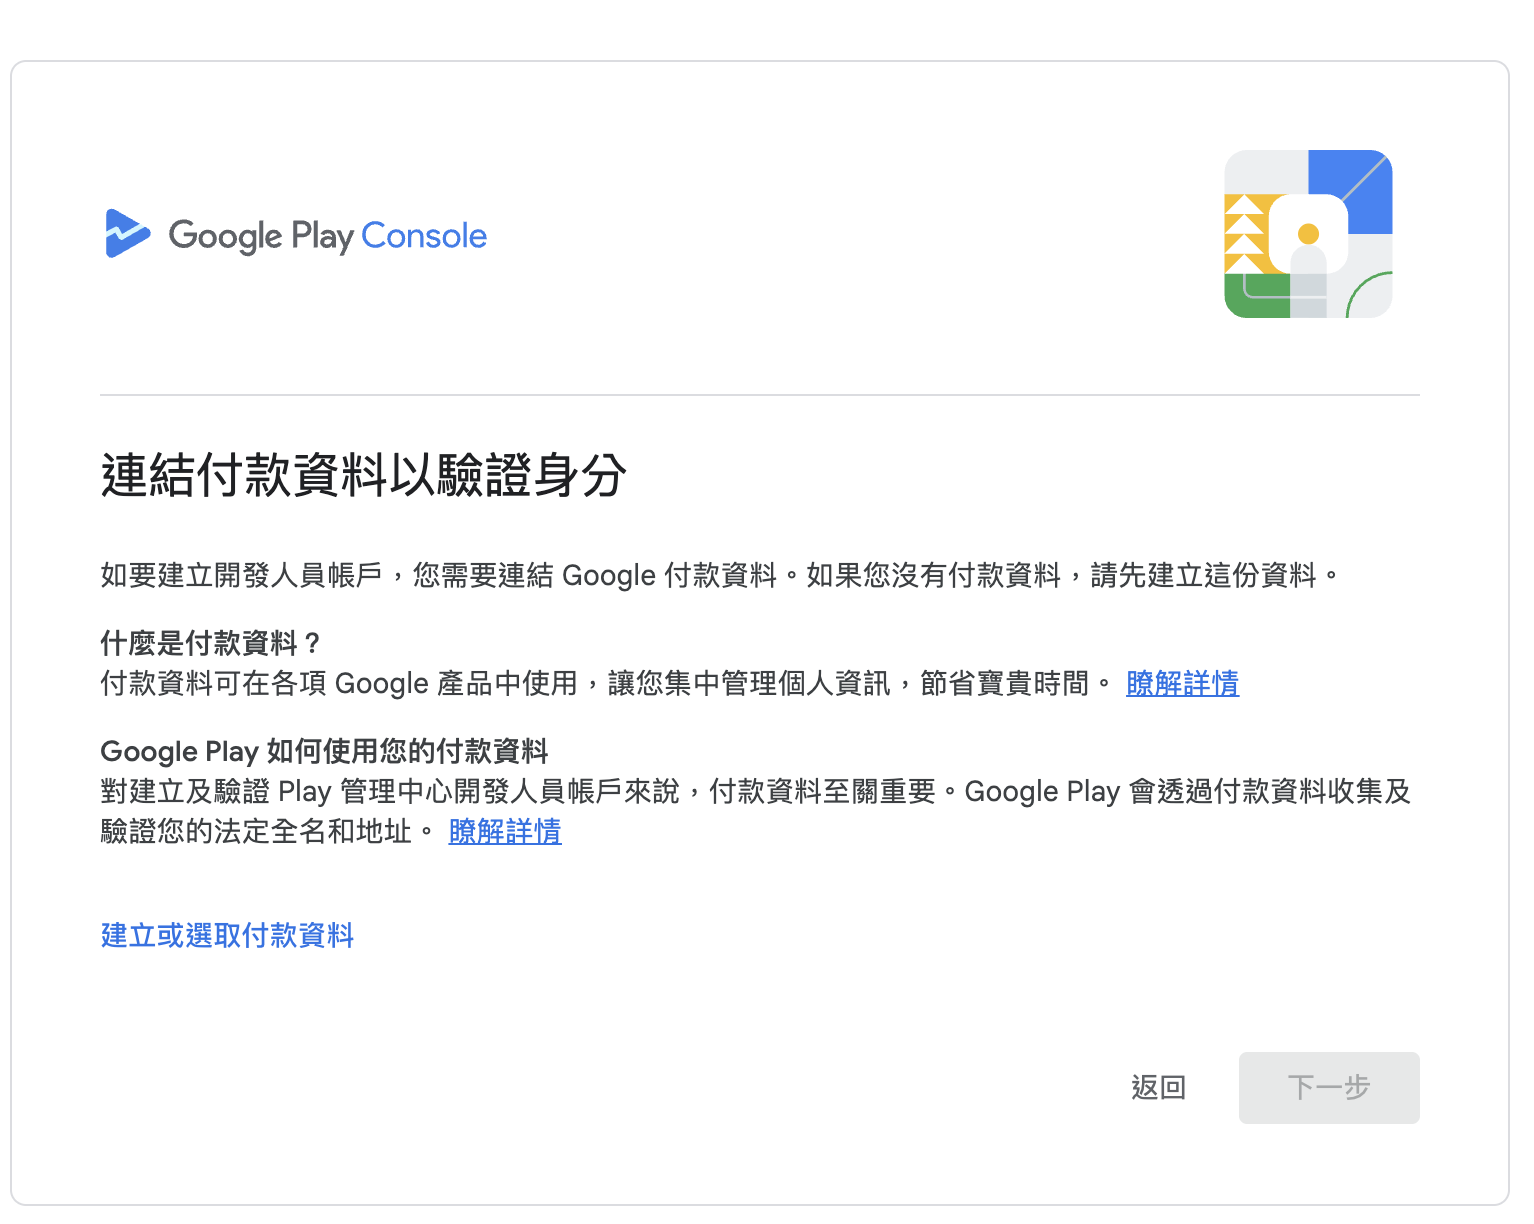 Google Play Console
連結付款資料以驗證身分
如要建立開發人員帳戶，您需要連結 Google 付款資料。如果您沒有付款資料，請先建立這份資料。
什麼是付款資料？
付款資料可在各項 Google 產品中使用，讓您集中管理個人資訊，節省寶貴時間。 瞭解詳情
Google Play 如何使用您的付款資料
對建立及驗證 Play 管理中心開發人員帳戶來說，付款資料至關重要。Google Play 會透過付款資料收集及
驗證您的法定全名和地址。 瞭解詳情
建立或選取付款資料
返回 下一步